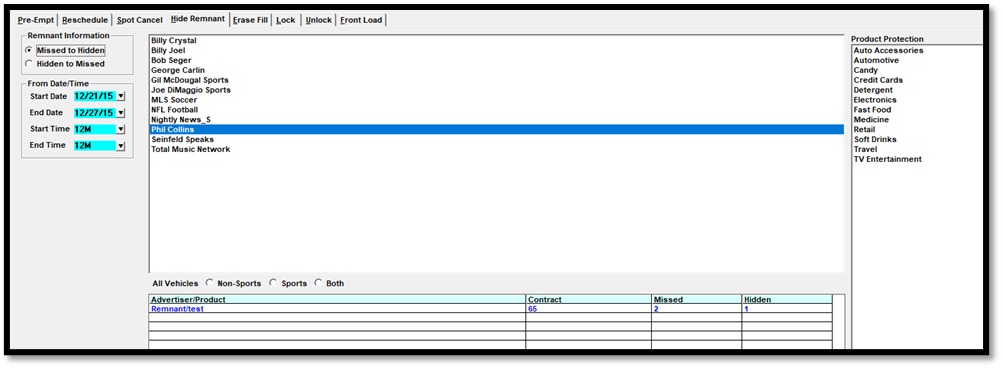 Pre-Empt Reschedule Spot Cancel Hide Remnant Erase Fill Lock Unlock Front Load
Remnant Information
Missed to Hidden
Hidden to Missed
From Date/Time
Start Date 12/21/15
End Date 12/27/15
Start Time 12M
End Time 12M
Billy Crystal
Billy Joel
Bob Seger
George Carlin
Gil McDougal Sports
Joe DiMaggio Sports
MLS Soccer
NFL Football
Nightly News_S
Phil Collins
Seinfeld Speaks
Total Music Network
All Vehicles Non-Sports Sports Both
Advertiser/Product Contract Missed Hidden
Remnant/test 65 2 1
Product Protection
Auto Accessories
Automotive
Candy
Credit Cards
Detergent
Electronics
Fast Food
Medicine
Retail
Soft Drinks
Travel
TV Entertainment